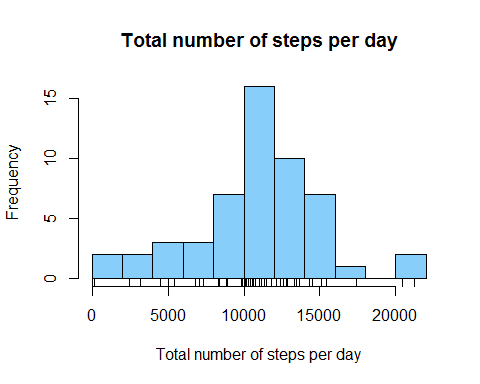 Total number of steps per day
Frequency
15
10
5
0
0 5000 10000 15000 20000
Total number of steps per day